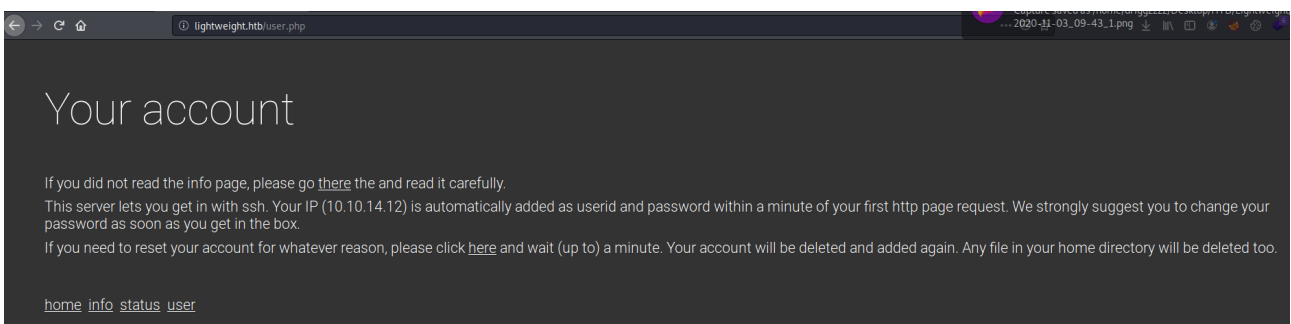 Capture saved as /home/
lightweight.htb/user.php
2020-11-03_09-43_1.png
Your account
If you did not read the info page, please go there the and read it carefully.
This server lets you get in with ssh. Your IP (10.10.14.12) is automatically added as userid and password within a minute of your first http page request. We strongly suggest you to change your
password as soon as you get in the box.
If you need to reset your account for whatever reason, please click here and wait (up to) a minute. Your account will be deleted and added again. Any file in your home directory will be deleted too.
home info status user